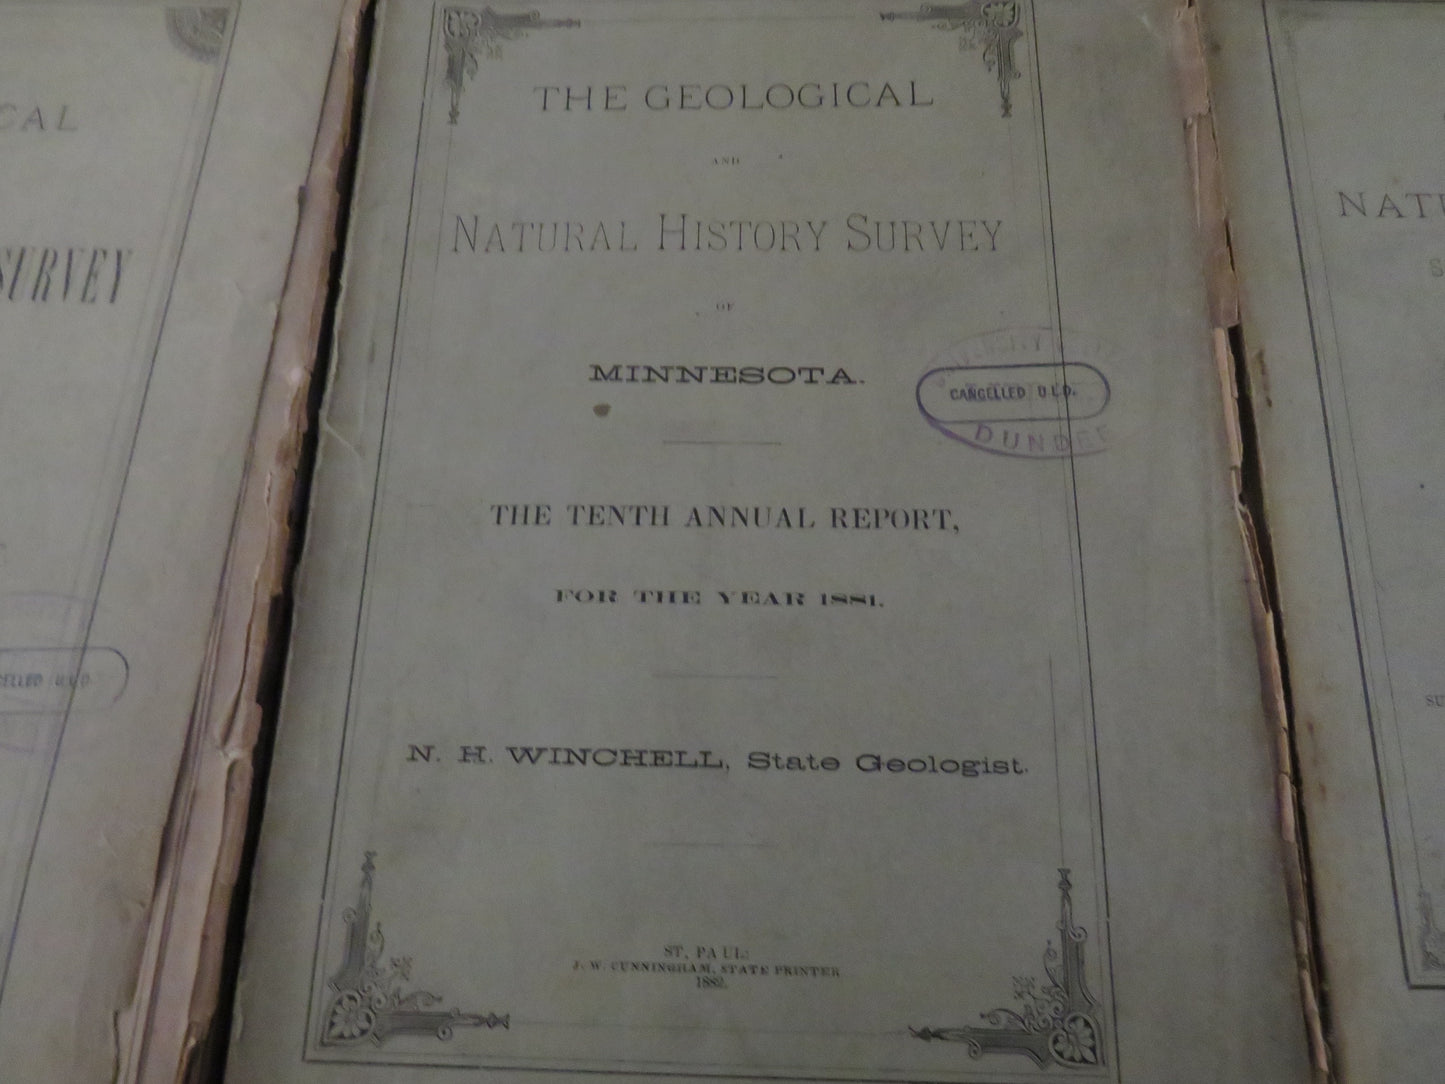 CAL
SURVEY
THE GEOLOGICAL
AND
NATURAL HISTORY SURVEY
OF
MINNESOTA.
CANCELLED U.L.D.
DUNDEE
THE TENTH ANNUAL REPORT,
FOR THE YEAR 1881.
N. H. WINCHELL, State Geologist.
ST, PAUL:
J. W. CUNNINGHAM, STATE PRINTER
1882.
NATU
S
SU